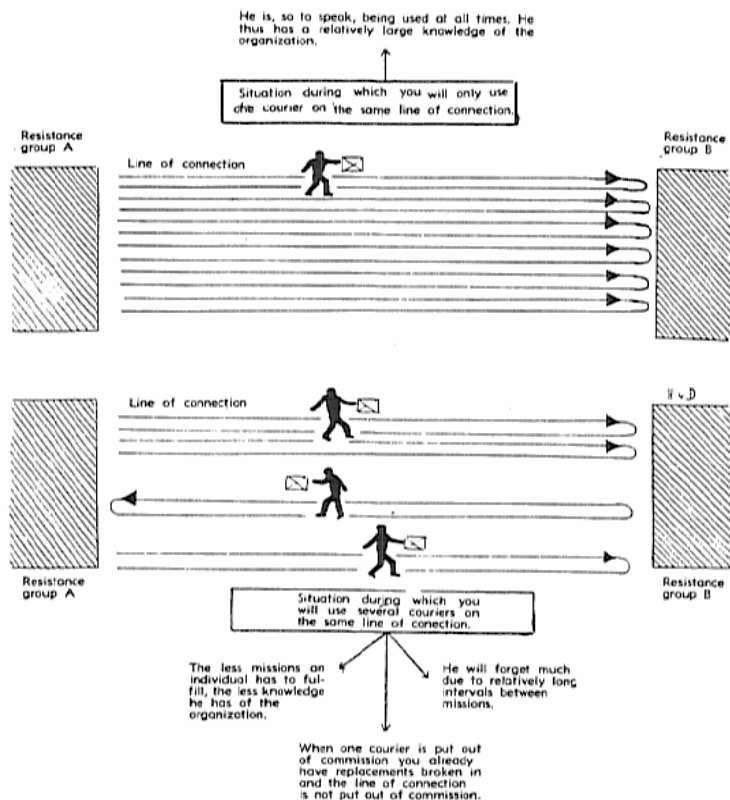 He is, so to speak, being used at all times. He
thus has a relatively large knowledge of the
organization.
Situation during which you will only use
one courier on the same line of connection.
Resistance
group A
Resistance
group B
Line of connection
Line of connection
Resistance
group A
Resistance
group B
Situation during which you
will use several couriers on
the same line of conection.
The less missions an
individual has to ful-
fill, the less knowledge
he has of the
organization.
He will forget much
due to relatively long
intervals between
missions.
When one courier is put out
of commission you already
have replacements broken in
and the line of connection
is not put out of commission.